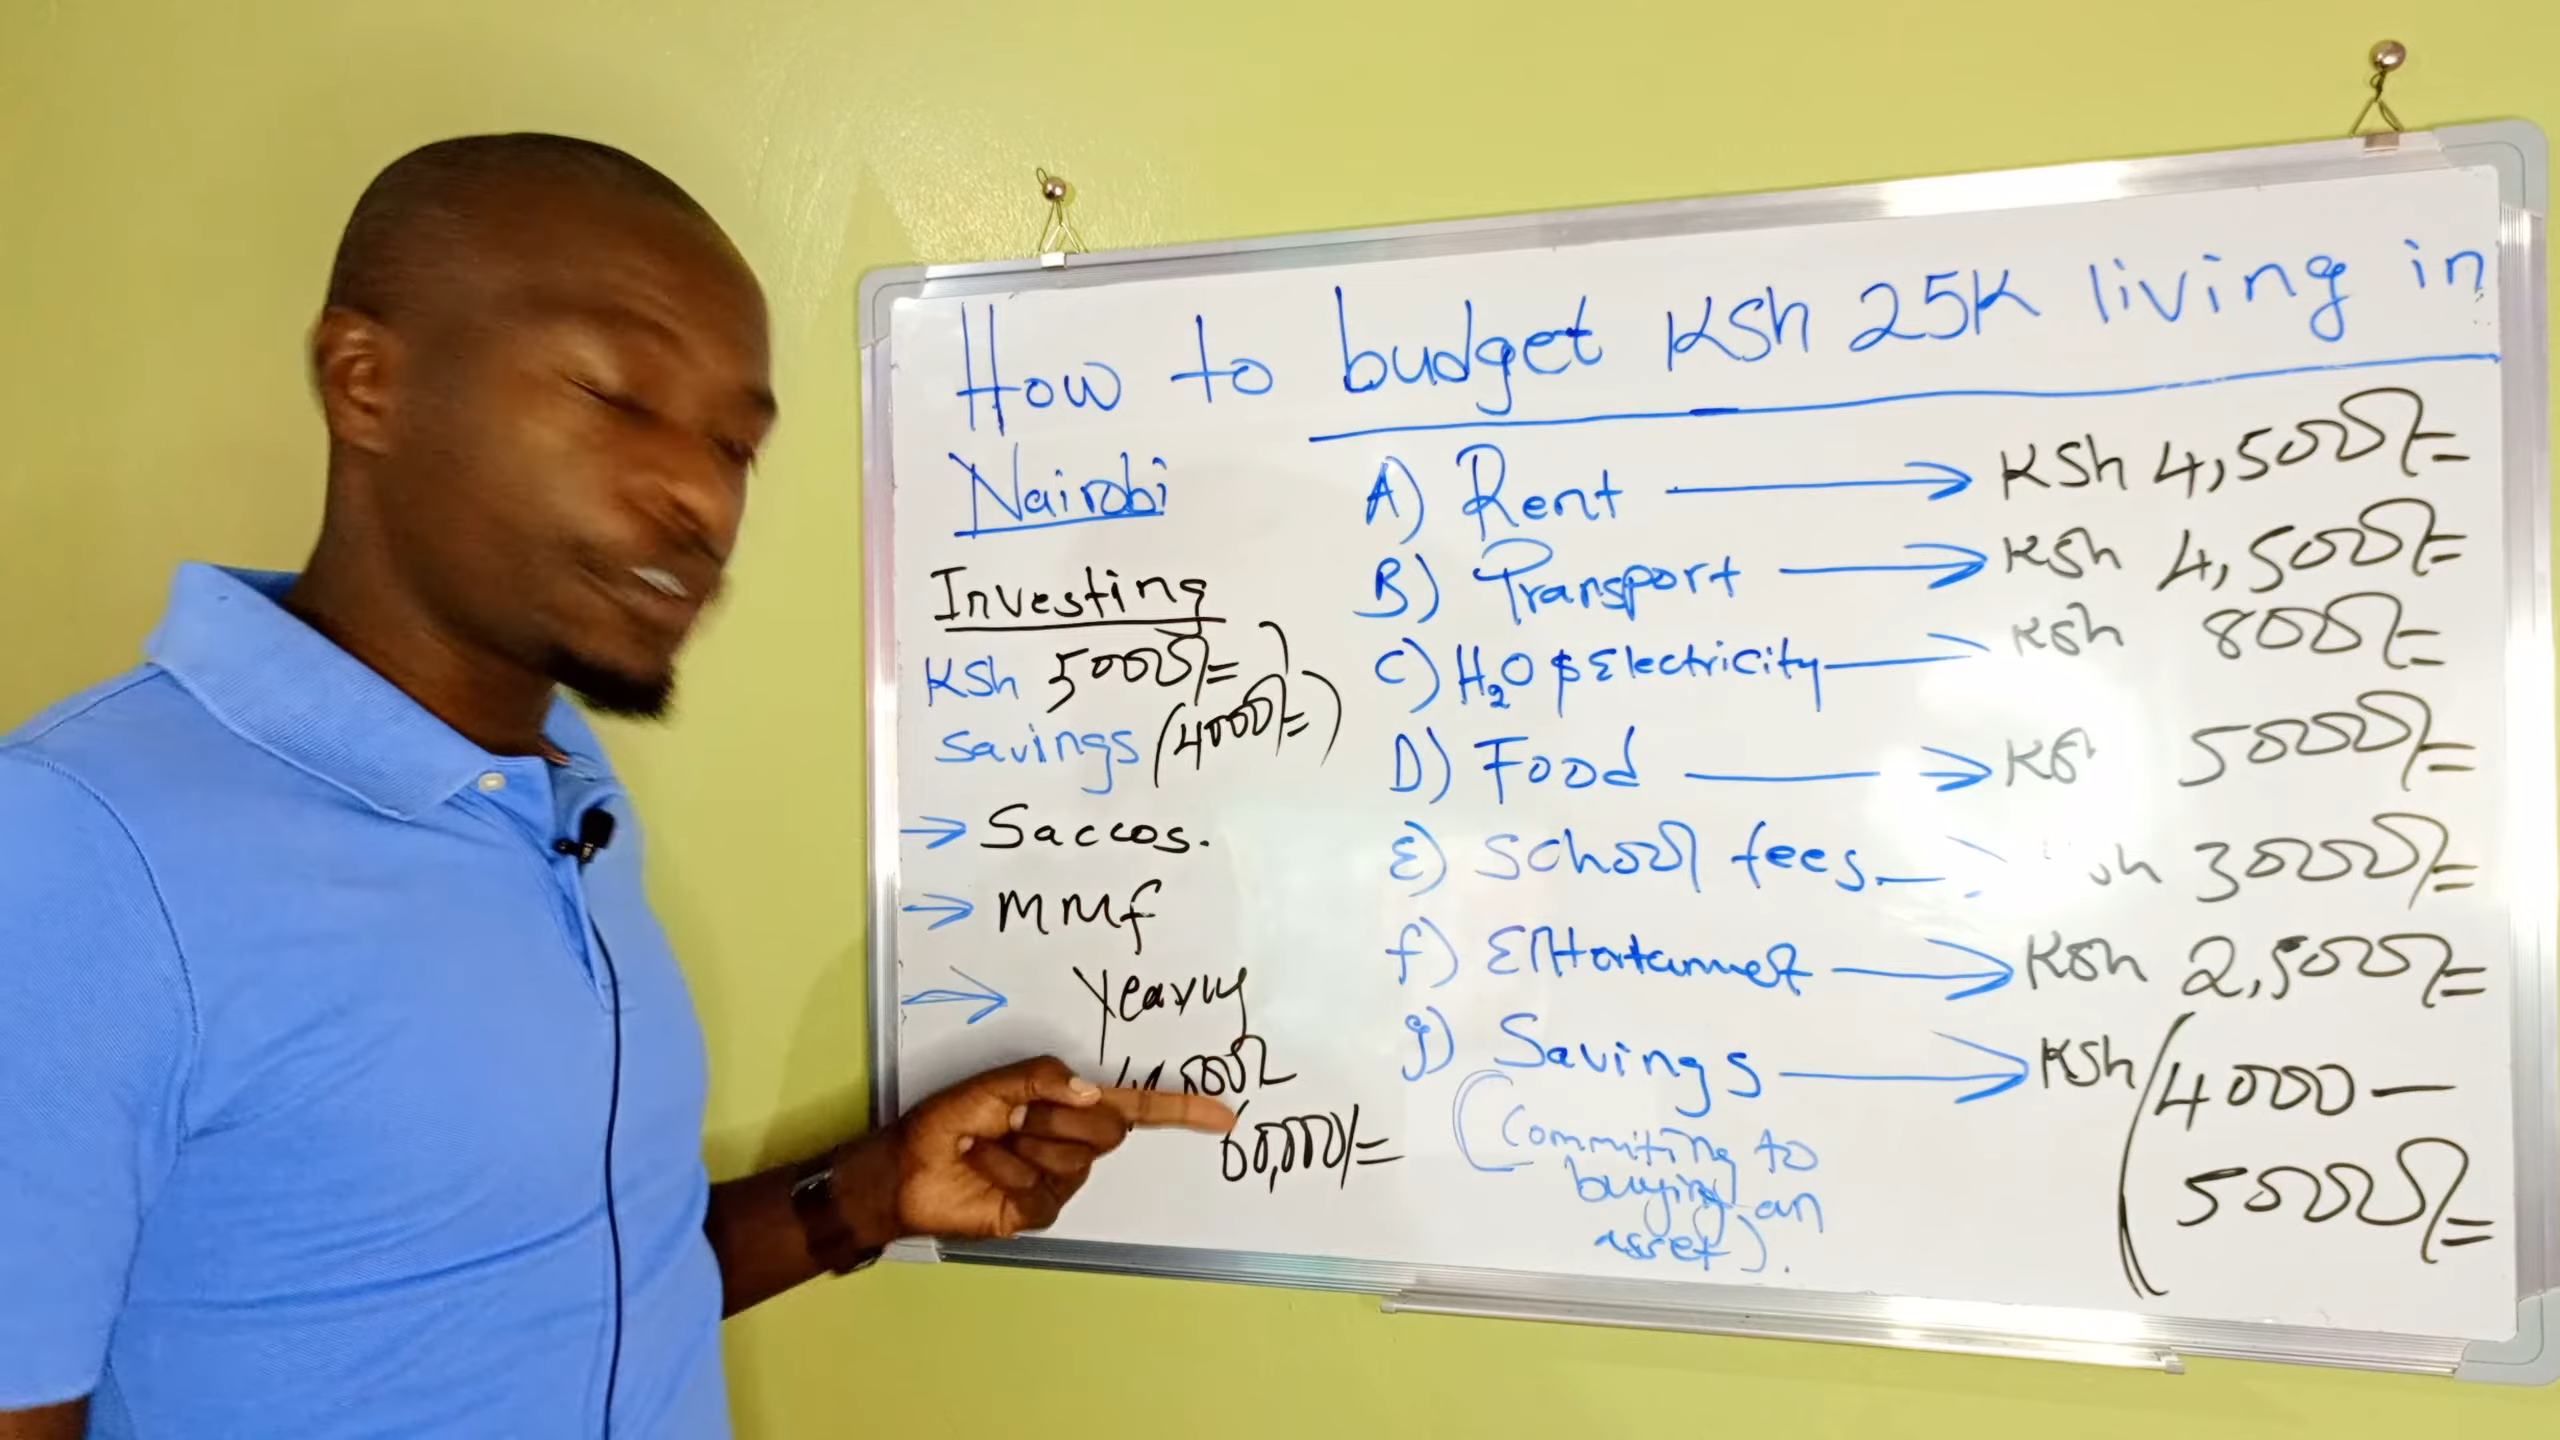 How to budget KSh 25K living in
Nairobi
Investing
KSh 5000/=
Savings (4000/=)
→ Saccos.
→ MMf
→ Yearly
60,000/=
A) Rent → KSh 4,500/=
B) Transport → KSh 4,500/=
C) H₂O & Electricity → KSh 800/=
D) Food → KSh 5000/=
E) School fees → 3000/=
f) Entertainment → KSh 2,500/=
g) Savings → KSh (4000 —
5000/=
(Commiting to
buying an
asset).